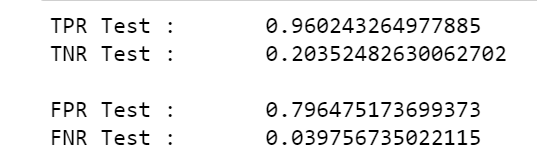 TPR Test :       0.960243264977885
TNR Test :       0.20352482630062702
FPR Test :       0.796475173699373
FNR Test :       0.039756735022115